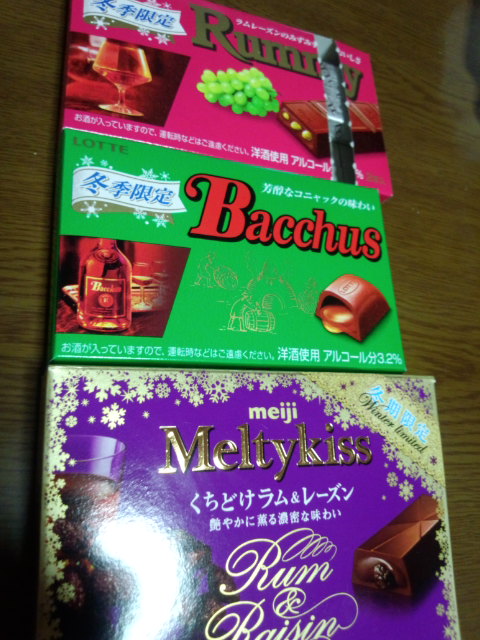 冬季限定
ラムレーズンのみずみずしいおいしさ
Rummy
お酒が入っていますので、運転時などはご遠慮ください。 洋酒使用 アルコール分
LOTTE
冬季限定
芳醇なコニャックの味わい
Bacchus
Bacchus
お酒が入っていますので、運転時などはご遠慮ください。 洋酒使用 アルコール分3.2%
meiji
冬期限定
Winter limited
Meltykiss
くちどけラム&レーズン
艶やかに薫る濃密な味わい
Rum
&
Raisin